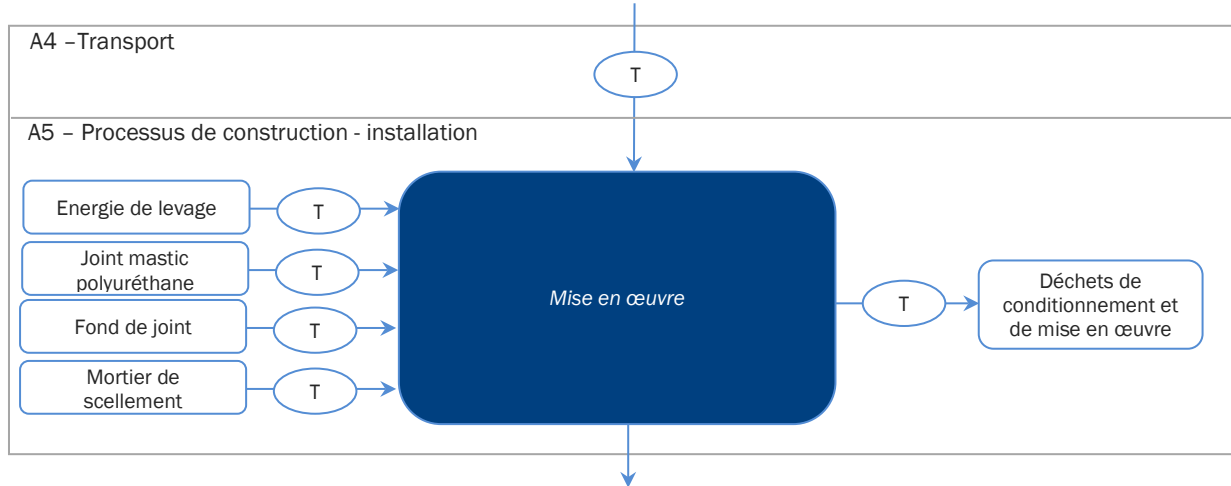 A4 –Transport
T
A5 – Processus de construction - installation
Energie de levage
T
Joint mastic
polyuréthane
T
Fond de joint
T
Mortier de
scellement
T
Mise en œuvre
T
Déchets de
conditionnement et
de mise en œuvre